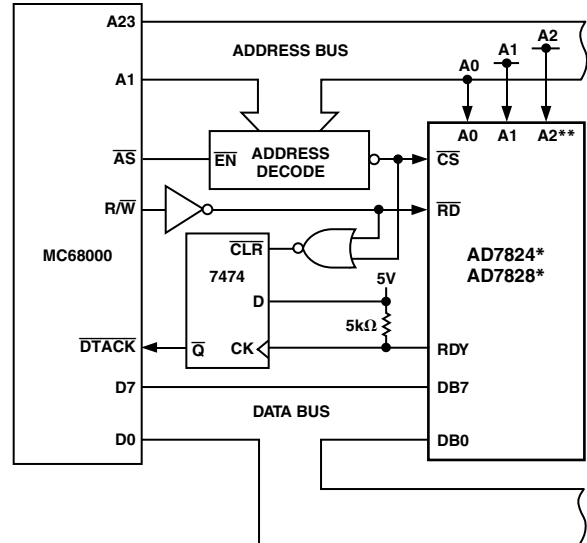 A23
A2
ADDRESS BUS
A1
A0
A1
A0
A1
A2**
AS
EN
ADDRESS
DECODE
CS
R/W
RD
MC68000
CLR
7474
AD7824*
AD7828*
5V
D
5kΩ
DTACK
Q
CK
RDY
D7
DB7
DATA BUS
D0
DB0